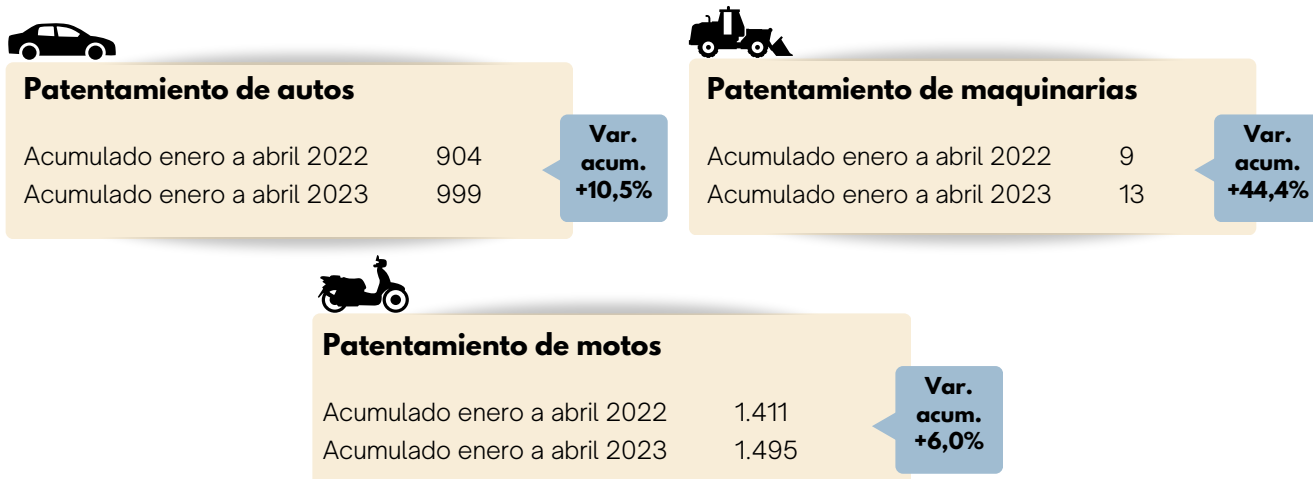 Patentamiento de autos
Acumulado enero a abril 2022 904
Acumulado enero a abril 2023 999
Var.
acum.
+10,5%
Patentamiento de maquinarias
Acumulado enero a abril 2022 9
Acumulado enero a abril 2023 13
Var.
acum.
+44,4%
Patentamiento de motos
Acumulado enero a abril 2022 1.411
Acumulado enero a abril 2023 1.495
Var.
acum.
+6,0%